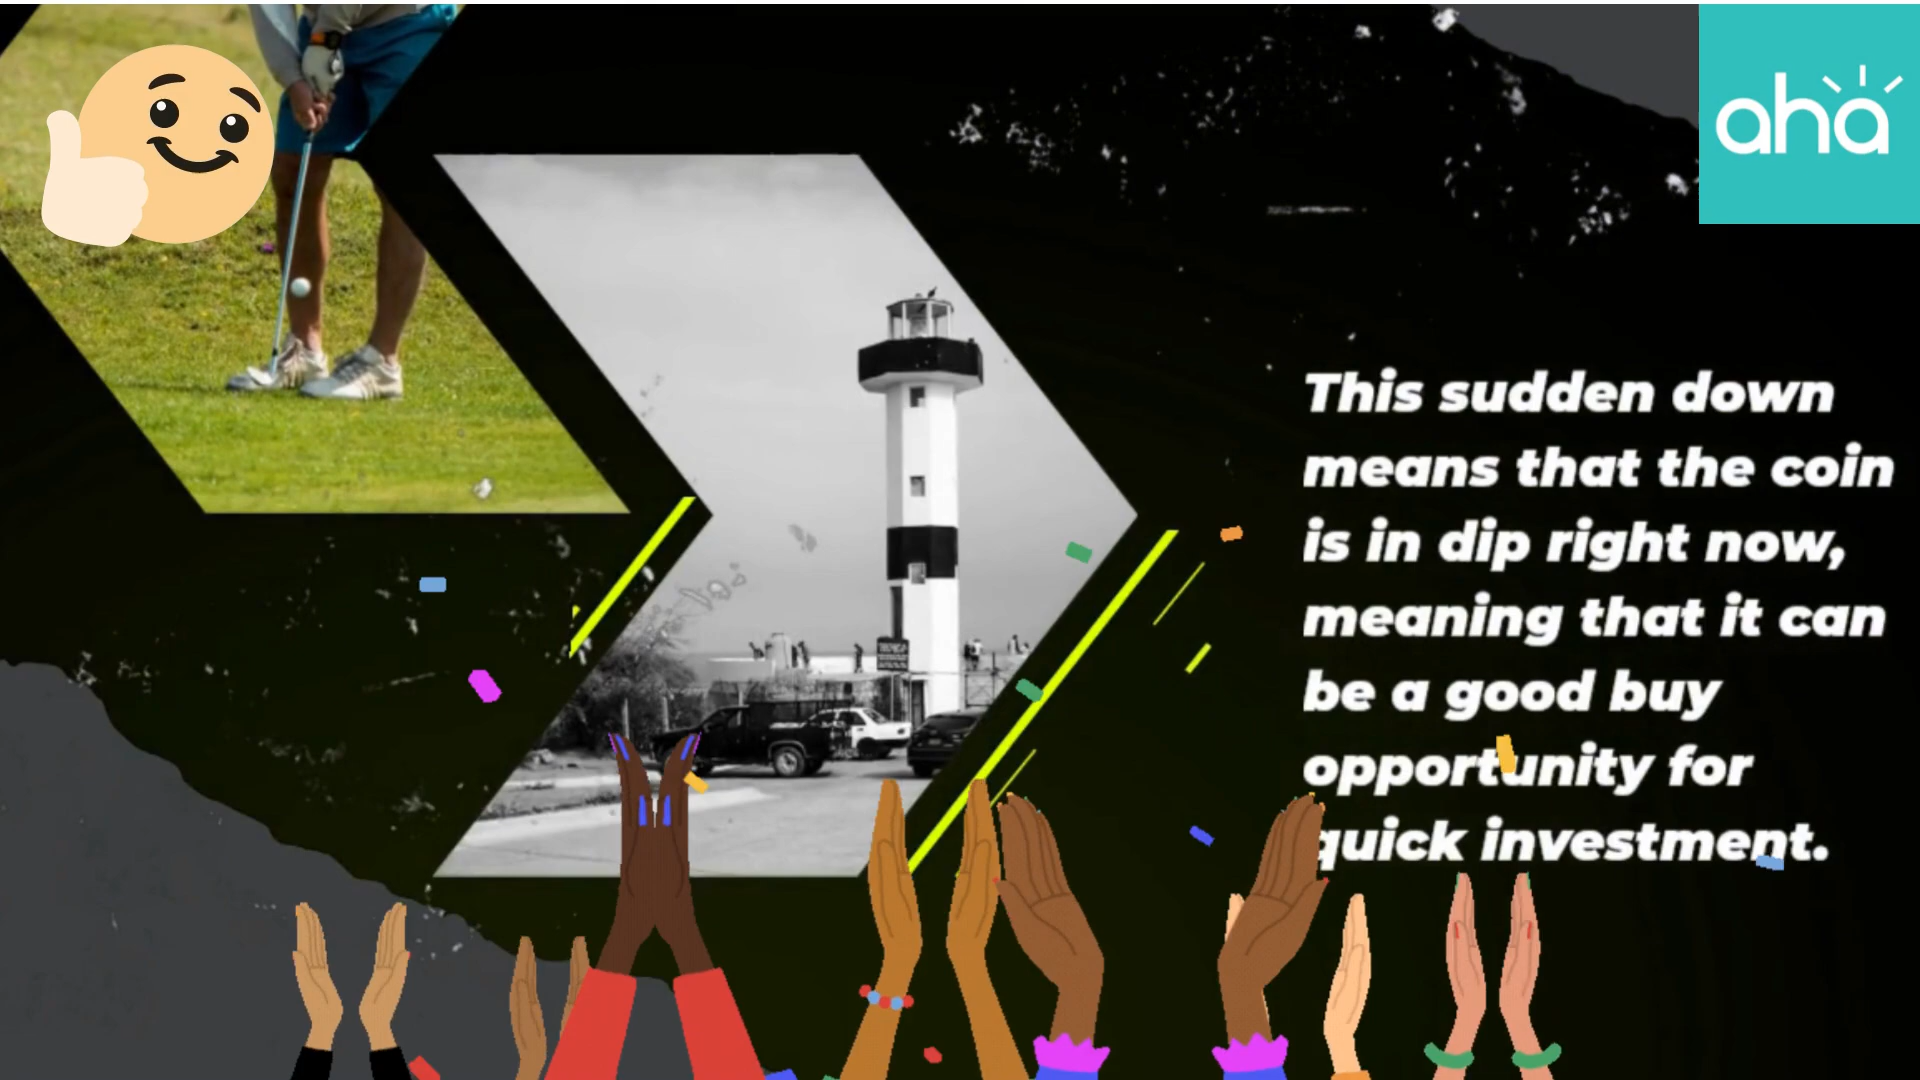 aha
This sudden down
means that the coin
is in dip right now,
meaning that it can
be a good buy
opportunity for
quick investment.